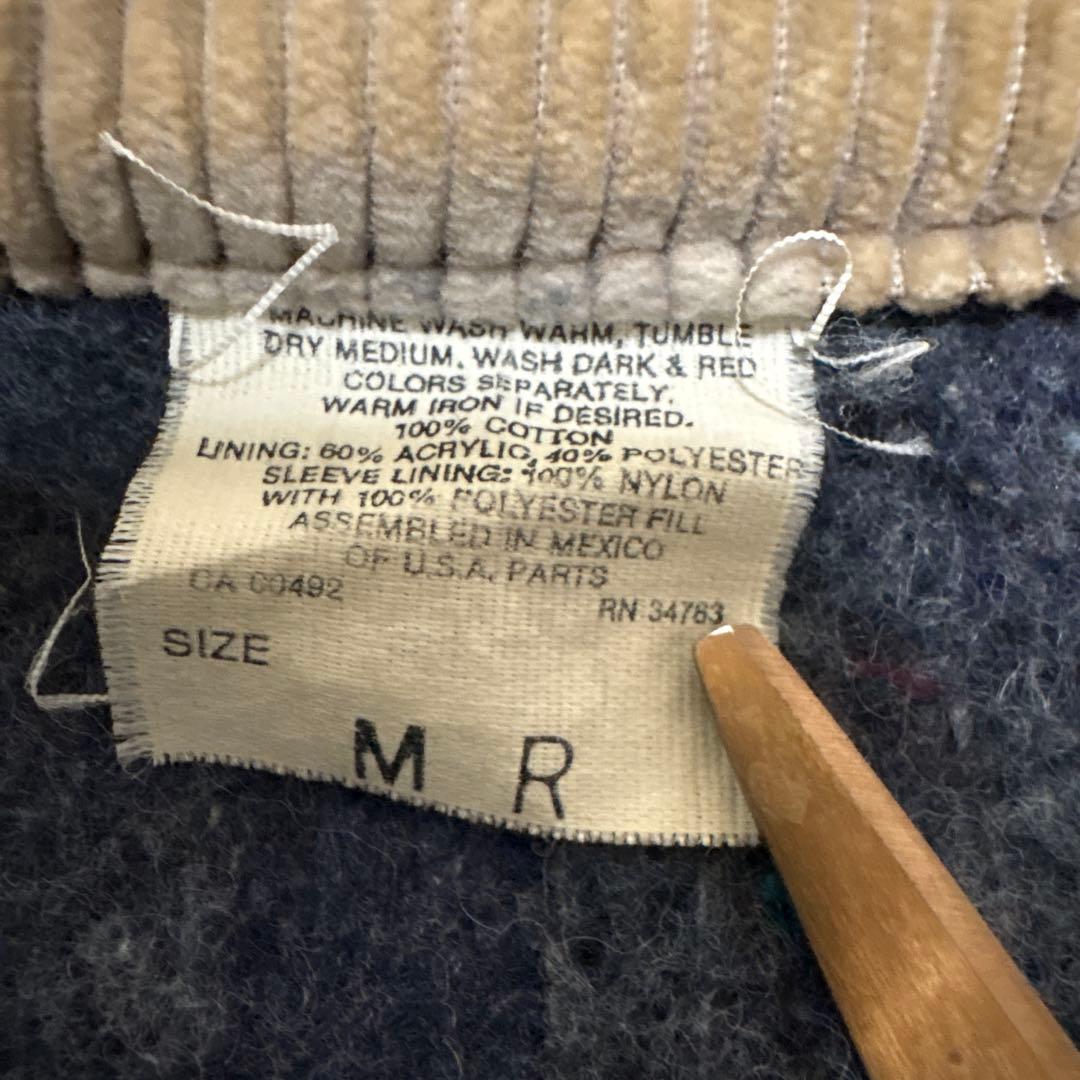 MACHINE WASH WARM, TUMBLE
DRY MEDIUM. WASH DARK & RED
COLORS SEPARATELY.
WARM IRON IF DESIRED.
100% COTTON
LINING: 60% ACRYLIC, 40% POLYESTER
SLEEVE LINING: 100% NYLON
WITH 100% POLYESTER FILL
ASSEMBLED IN MEXICO
OF U.S.A. PARTS
CA 00492
RN 34763
SIZE
M R